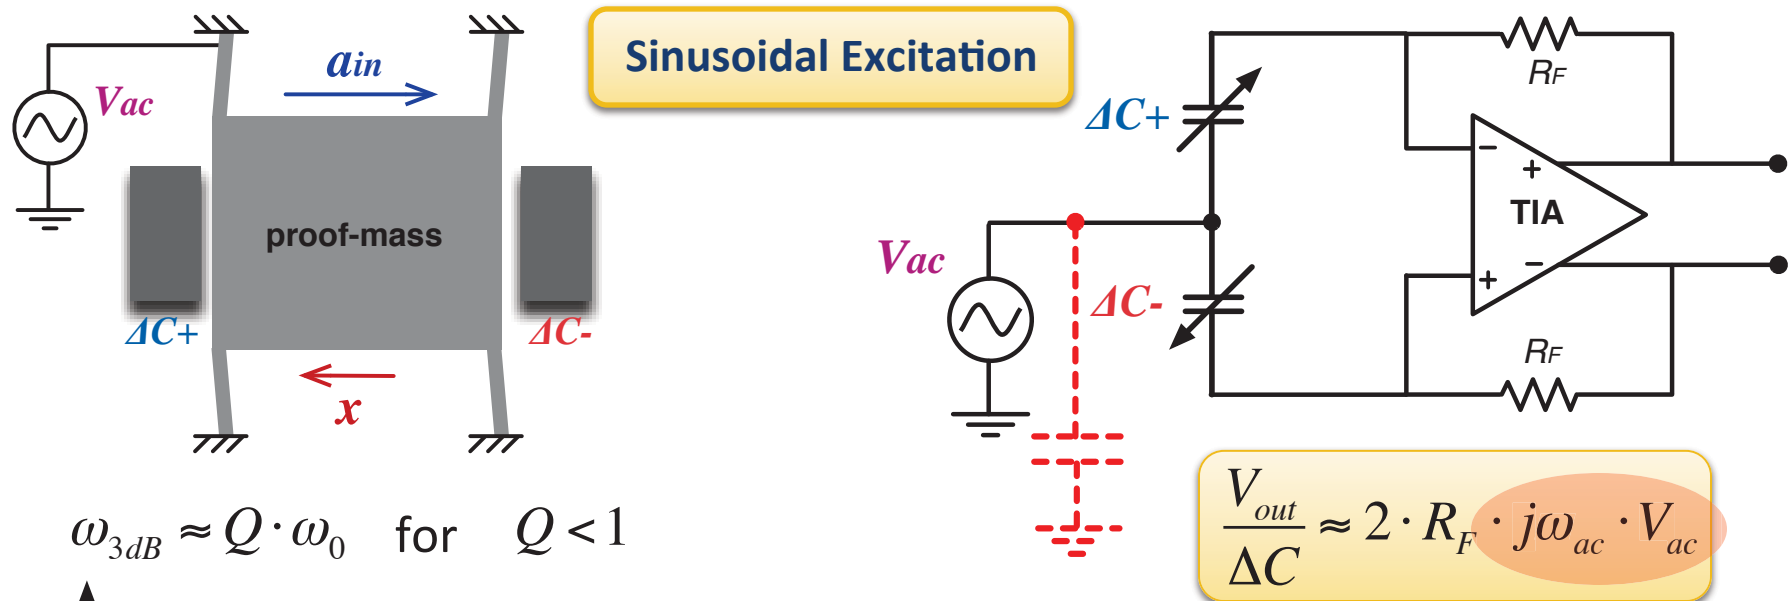 Sinusoidal Excitation
Vac
ain
proof-mass
ΔC+
ΔC-
x
ω3dB ≈ Q · ω0 for Q < 1
RF
ΔC+
−
+
TIA
Vac
ΔC-
+
−
RF
Vout
ΔC
≈ 2 · RF · jωac · Vac